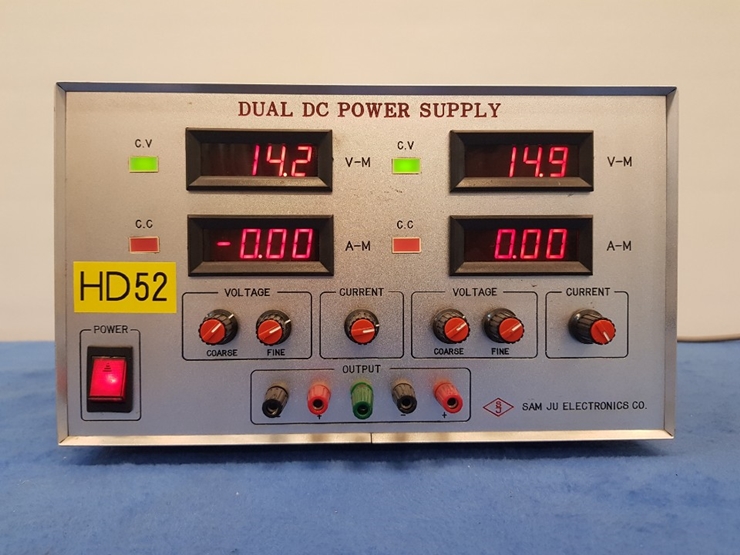 DUAL DC POWER SUPPLY
C.V 14.2 V-M C.V 14.9 V-M
C.C -0.00 A-M C.C 0.00 A-M
HD52
VOLTAGE CURRENT VOLTAGE CURRENT
COARSE FINE COARSE FINE
POWER
OUTPUT
- + - +
SJ SAM JU ELECTRONICS CO.